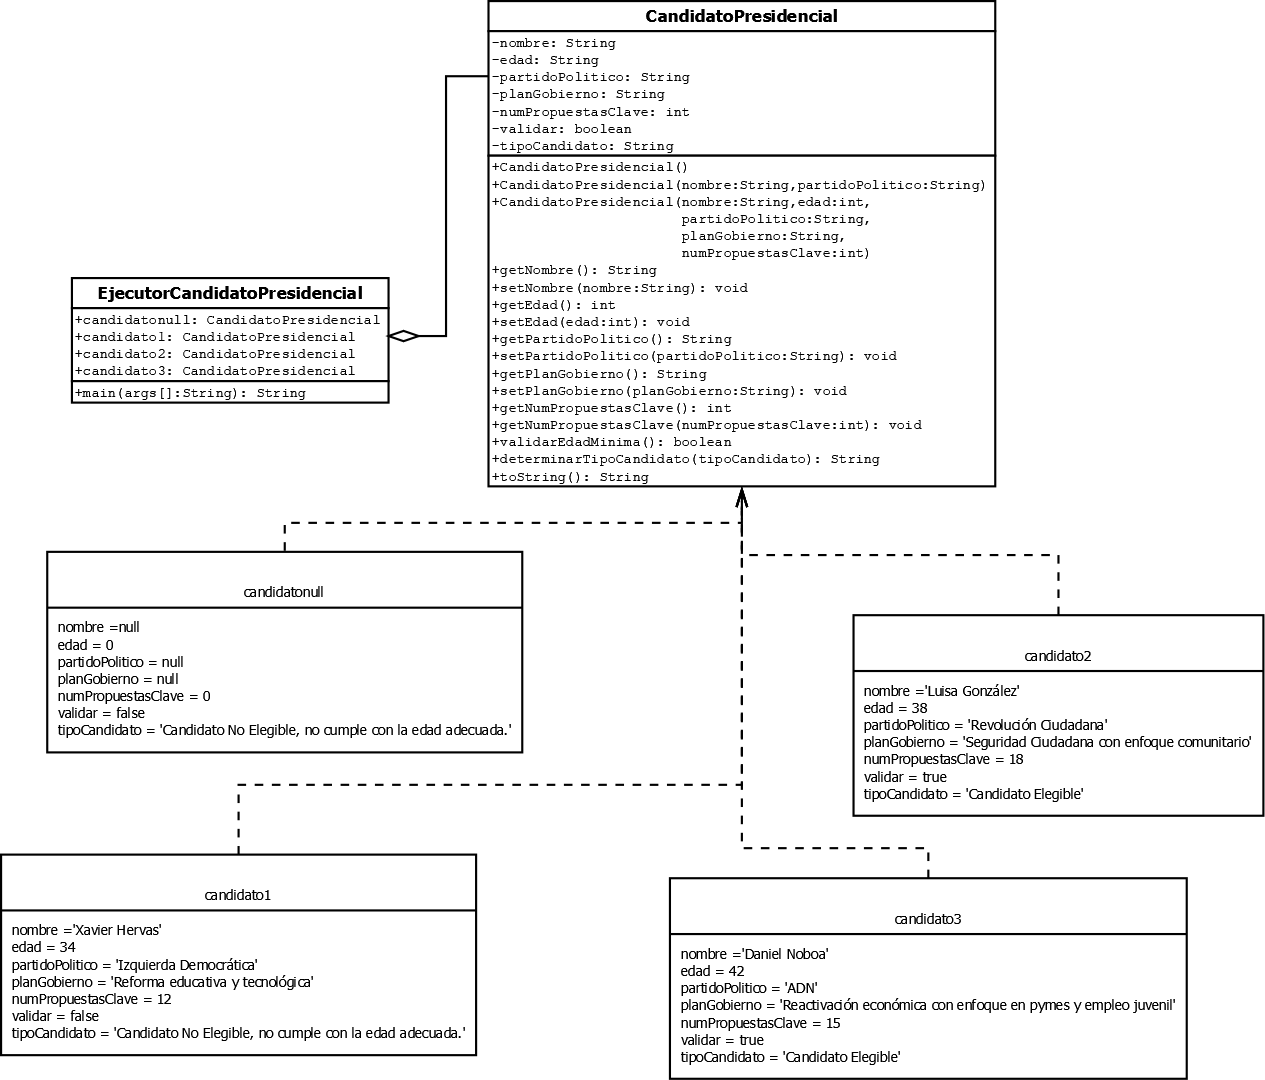 CandidatoPresidencial
-nombre: String
-edad: String
-partidoPolitico: String
-planGobierno: String
-numPropuestasClave: int
-validar: boolean
-tipoCandidato: String
+CandidatoPresidencial()
+CandidatoPresidencial(nombre:String,partidoPolitico:String)
+CandidatoPresidencial(nombre:String,edad:int,
partidoPolitico:String,
planGobierno:String,
numPropuestasClave:int)
+getNombre(): String
+setNombre(nombre:String): void
+getEdad(): int
+setEdad(edad:int): void
+getPartidoPolitico(): String
+setPartidoPolitico(partidoPolitico:String): void
+getPlanGobierno(): String
+setPlanGobierno(planGobierno:String): void
+getNumPropuestasClave(): int
+getNumPropuestasClave(numPropuestasClave:int): void
+validarEdadMinima(): boolean
+determinarTipoCandidato(tipoCandidato): String
+toString(): String
EjecutorCandidatoPresidencial
+candidatonull: CandidatoPresidencial
+candidato1: CandidatoPresidencial
+candidato2: CandidatoPresidencial
+candidato3: CandidatoPresidencial
+main(args[]:String): String
candidatonull
nombre =null
edad = 0
partidoPolitico = null
planGobierno = null
numPropuestasClave = 0
validar = false
tipoCandidato = 'Candidato No Elegible, no cumple con la edad adecuada.'
candidato2
nombre ='Luisa González'
edad = 38
partidoPolitico = 'Revolución Ciudadana'
planGobierno = 'Seguridad Ciudadana con enfoque comunitario'
numPropuestasClave = 18
validar = true
tipoCandidato = 'Candidato Elegible'
candidato1
nombre ='Xavier Hervas'
edad = 34
partidoPolitico = 'Izquierda Democrática'
planGobierno = 'Reforma educativa y tecnológica'
numPropuestasClave = 12
validar = false
tipoCandidato = 'Candidato No Elegible, no cumple con la edad adecuada.'
candidato3
nombre ='Daniel Noboa'
edad = 42
partidoPolitico = 'ADN'
planGobierno = 'Reactivación económica con enfoque en pymes y empleo juvenil'
numPropuestasClave = 15
validar = true
tipoCandidato = 'Candidato Elegible'